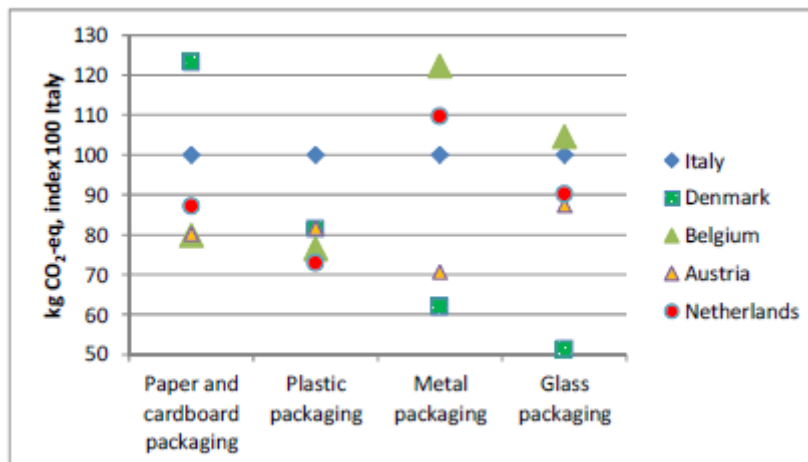 kg CO2-eq, index 100 Italy
130
120
110
100
90
80
70
60
50
Paper and
cardboard
packaging
Plastic
packaging
Metal
packaging
Glass
packaging
Italy
Denmark
Belgium
Austria
Netherlands